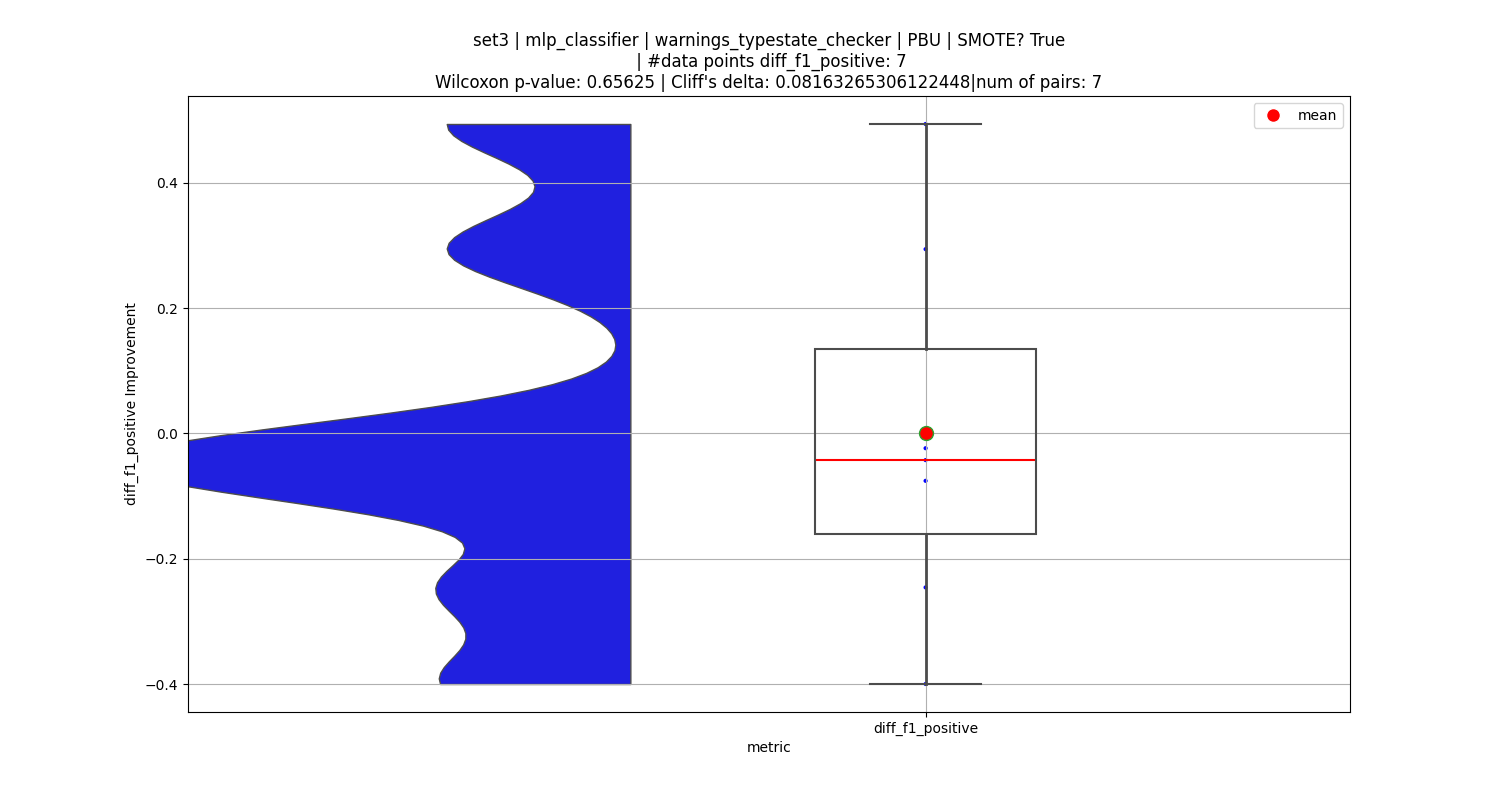 set3 | mlp_classifier | warnings_typestate_checker | PBU | SMOTE? True
| #data points diff_f1_positive: 7
Wilcoxon p-value: 0.65625 | Cliff's delta: 0.08163265306122448|num of pairs: 7
mean
0.4
0.2
0.0
−0.2
−0.4
diff_f1_positive Improvement
diff_f1_positive
metric